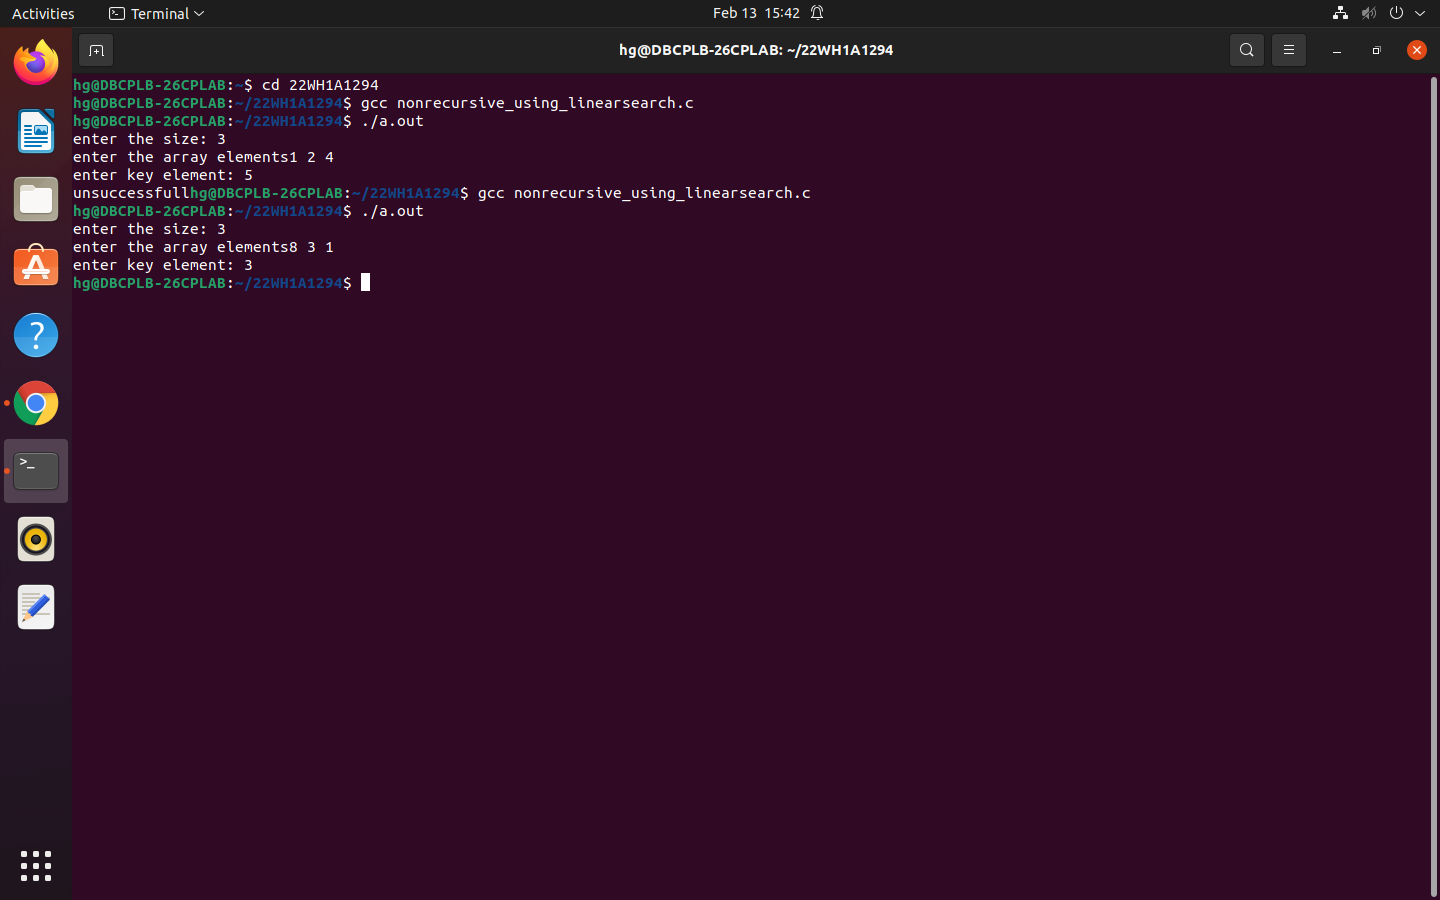 Activities Terminal Feb 13 15:42
hg@DBCPLB-26CPLAB: ~/22WH1A1294
hg@DBCPLB-26CPLAB:~$ cd 22WH1A1294
hg@DBCPLB-26CPLAB:~/22WH1A1294$ gcc nonrecursive_using_linearsearch.c
hg@DBCPLB-26CPLAB:~/22WH1A1294$ ./a.out
enter the size: 3
enter the array elements1 2 4
enter key element: 5
unsuccessfullhg@DBCPLB-26CPLAB:~/22WH1A1294$ gcc nonrecursive_using_linearsearch.c
hg@DBCPLB-26CPLAB:~/22WH1A1294$ ./a.out
enter the size: 3
enter the array elements8 3 1
enter key element: 3
hg@DBCPLB-26CPLAB:~/22WH1A1294$